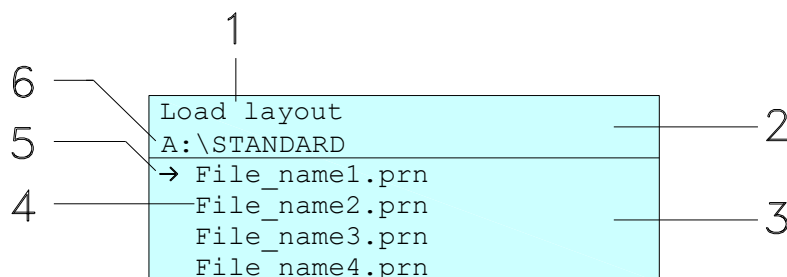 1
6
Load layout
2
A:\STANDARD
5
→ File_name1.prn
4
File_name2.prn
3
File_name3.prn
File_name4.prn